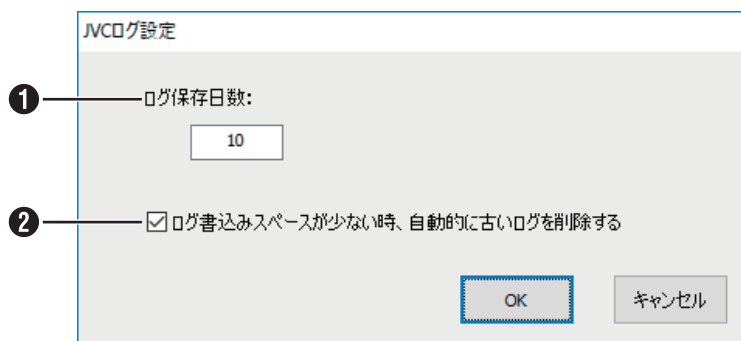 JVCログ設定
❶ ログ保存日数:
10
❷ ログ書込みスペースが少ない時、自動的に古いログを削除する
OK キャンセル